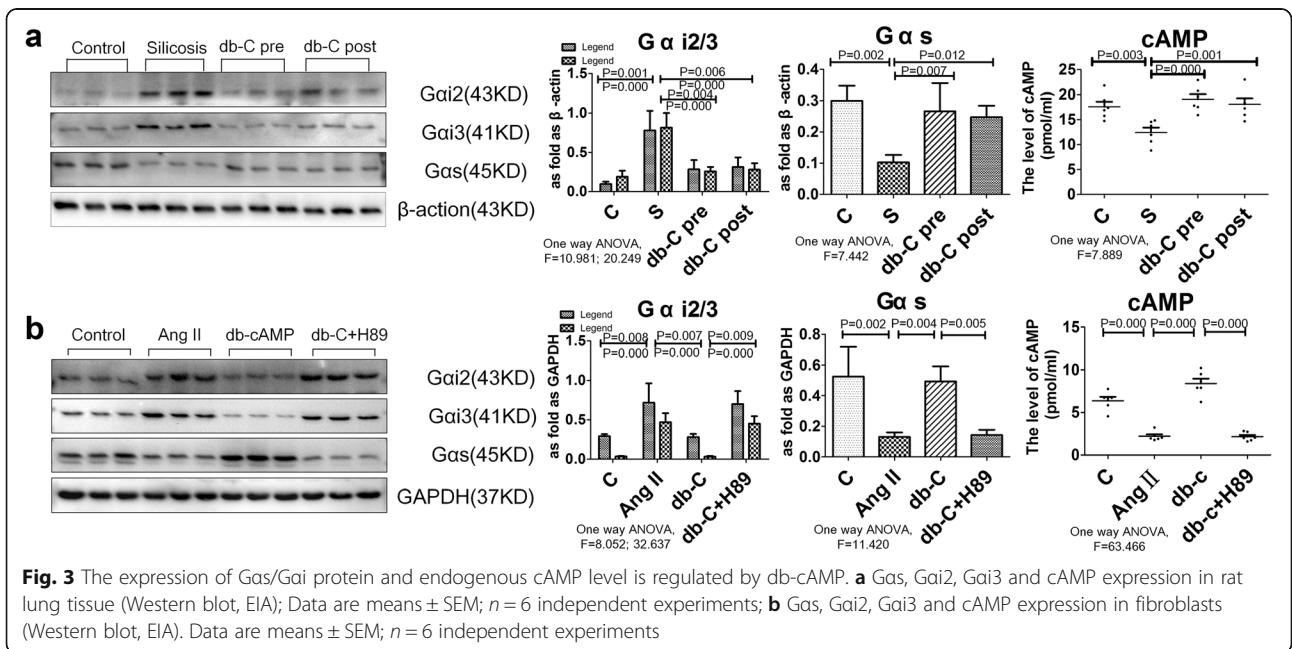 a
Control Silicosis db-C pre db-C post
Gαi2(43KD)
Gαi3(41KD)
Gαs(45KD)
β-action(43KD)
G α i2/3
Legend
Legend
P=0.001
P=0.000
P=0.006
P=0.000
P=0.004
P=0.000
as fold as β -actin
1.5
1.0
0.5
0.0
C S db-C pre db-C post
One way ANOVA,
F=10.981; 20.249
Gα s
P=0.002 P=0.012
P=0.007
as fold as β -actin
0.4
0.3
0.2
0.1
0.0
C S db-C pre db-C post
One way ANOVA,
F=7.442
cAMP
P=0.003 P=0.001
P=0.000
The level of cAMP
(pmol/ml)
25
20
15
10
5
0
C S db-C pre db-C post
One way ANOVA,
F=7.889
b
Control Ang II db-cAMP db-C+H89
Gαi2(43KD)
Gαi3(41KD)
Gαs(45KD)
GAPDH(37KD)
G α i2/3
Legend
Legend
P=0.008 P=0.007 P=0.009
P=0.000 P=0.000 P=0.000
as fold as GAPDH
1.5
1.0
0.5
0.0
C Ang II db-C db-C+H89
One way ANOVA,
F=8.052; 32.637
Gα s
P=0.002 P=0.004 P=0.005
as fold as GAPDH
0.8
0.6
0.4
0.2
0.0
C Ang II db-C db-C+H89
One way ANOVA,
F=11.420
cAMP
P=0.000 P=0.000 P=0.000
The level of cAMP
(pmol/ml)
15
10
5
0
C Ang II db-c db-c+H89
One way ANOVA,
F=63.466
Fig. 3 The expression of Gαs/Gαi protein and endogenous cAMP level is regulated by db-cAMP. a Gαs, Gαi2, Gαi3 and cAMP expression in rat
lung tissue (Western blot, EIA); Data are means ± SEM; n = 6 independent experiments; b Gαs, Gαi2, Gαi3 and cAMP expression in fibroblasts
(Western blot, EIA). Data are means ± SEM; n = 6 independent experiments